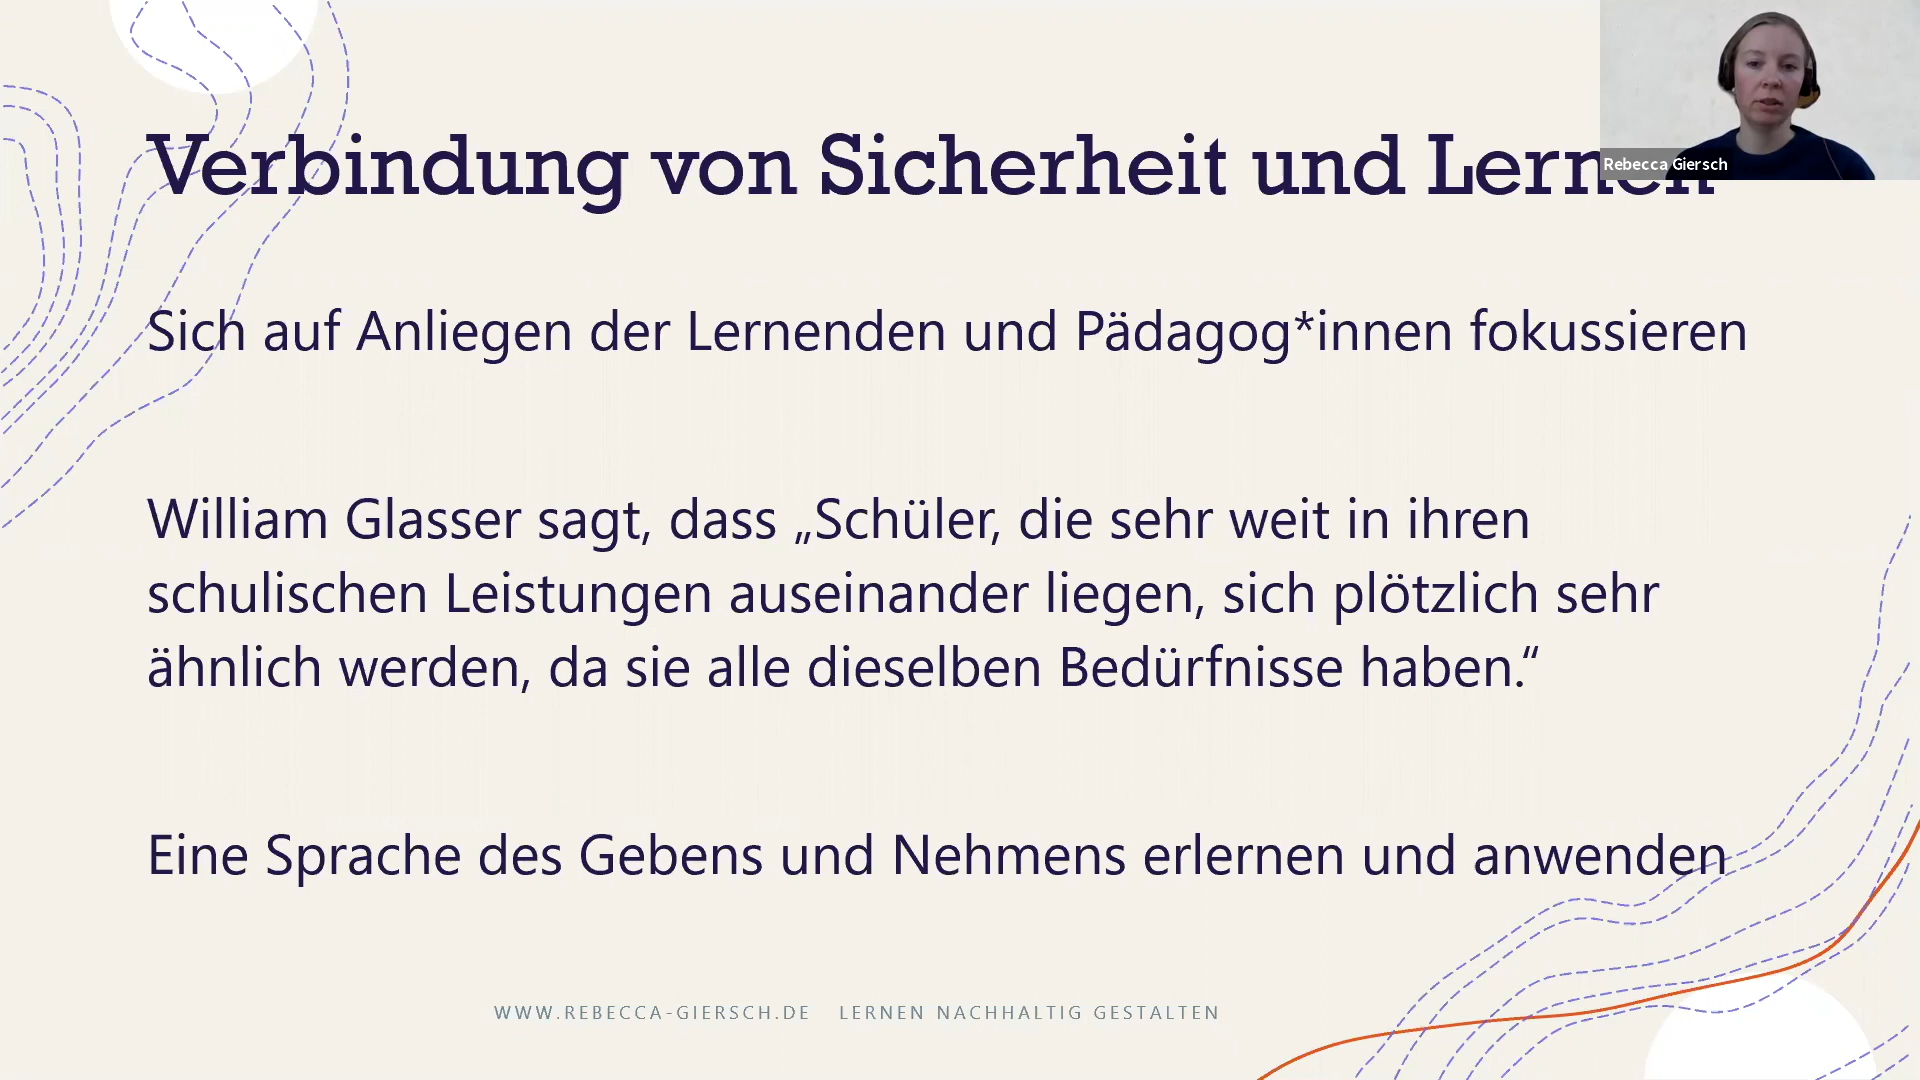 Verbindung von Sicherheit und Lernen
Rebecca Giersch
Sich auf Anliegen der Lernenden und Pädagog*innen fokussieren
William Glasser sagt, dass „Schüler, die sehr weit in ihren
schulischen Leistungen auseinander liegen, sich plötzlich sehr
ähnlich werden, da sie alle dieselben Bedürfnisse haben.“
Eine Sprache des Gebens und Nehmens erlernen und anwenden
WWW.REBECCA-GIERSCH.DE LERNEN NACHHALTIG GESTALTEN